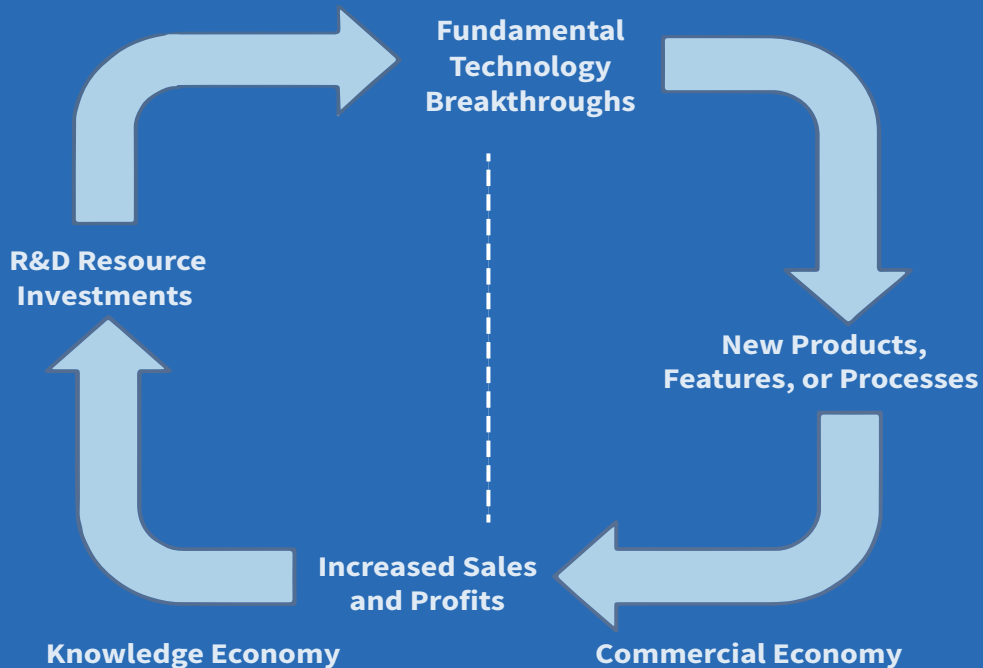 Fundamental
Technology
Breakthroughs
R&D Resource
Investments
New Products,
Features, or Processes
Increased Sales
and Profits
Knowledge Economy
Commercial Economy